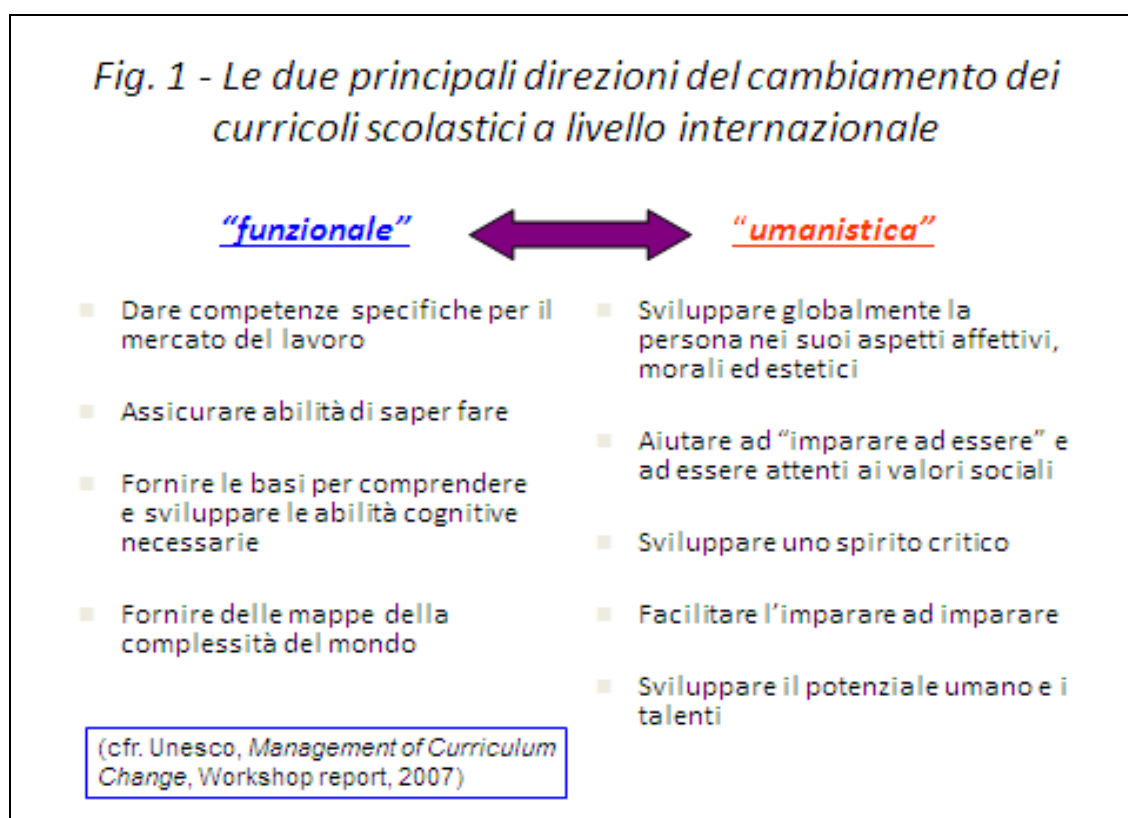 Fig. 1 - Le due principali direzioni del cambiamento dei
curricoli scolastici a livello internazionale
“funzionale”
Dare competenze specifiche per il
mercato del lavoro
Assicurare abilità di saper fare
Fornire le basi per comprendere
e sviluppare le abilità cognitive
necessarie
Fornire delle mappe della
complessità del mondo
(cfr. Unesco, Management of Curriculum
Change, Workshop report, 2007)
“umanistica”
Sviluppare globalmente la
persona nei suoi aspetti affettivi,
morali ed estetici
Aiutare ad “imparare ad essere” e
ad essere attenti ai valori sociali
Sviluppare uno spirito critico
Facilitare l’imparare ad imparare
Sviluppare il potenziale umano e i
talenti